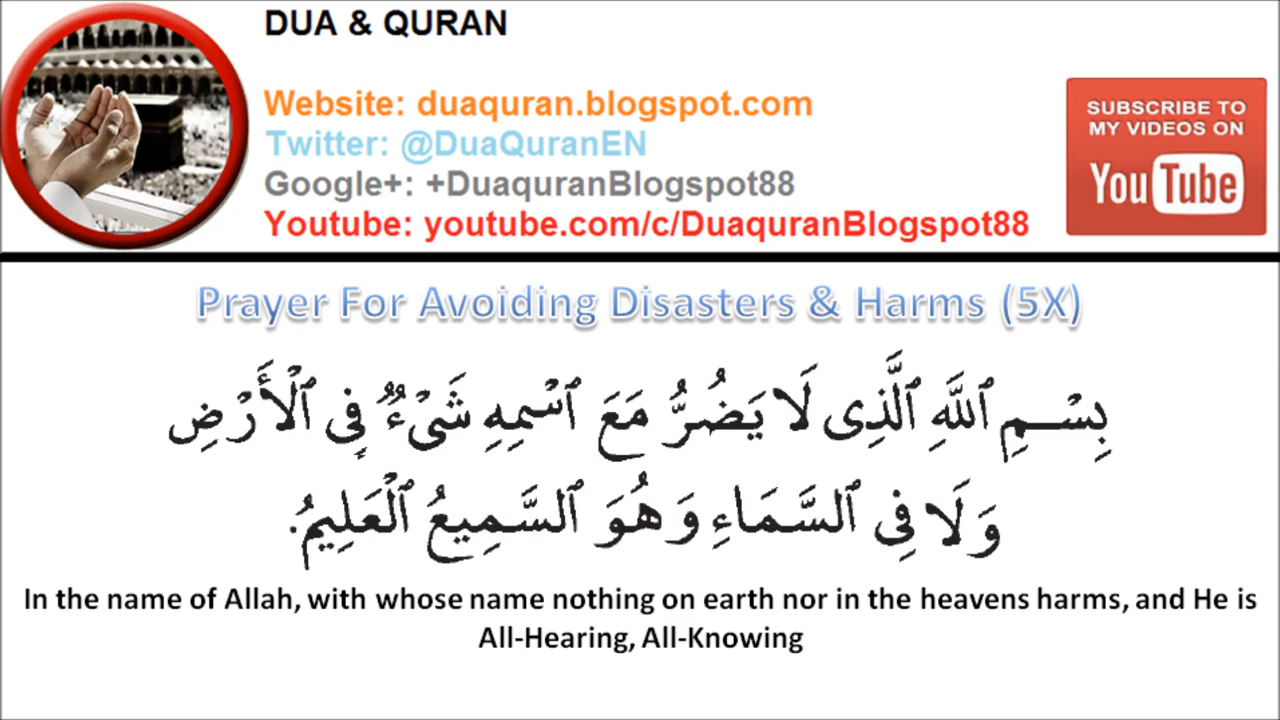 DUA & QURAN
Website: duaquran.blogspot.com
Twitter: @DuaQuranEN
Google+: +DuaquranBlogspot88
Youtube: youtube.com/c/DuaquranBlogspot88
SUBSCRIBE TO
MY VIDEOS ON
YouTube
Prayer For Avoiding Disasters & Harms (5X)
بِسْـــمِ ٱللَّهِ ٱلَّذِى لَا يَضُرُّ مَعَ ٱسْمِهِ شَىْءٌ فِى ٱلْأَرْضِ
وَلَا فِى ٱلسَّمَاءِ وَهُوَ ٱلسَّمِيعُ ٱلْعَلِيمُ.
In the name of Allah, with whose name nothing on earth nor in the heavens harms, and He is
All-Hearing, All-Knowing